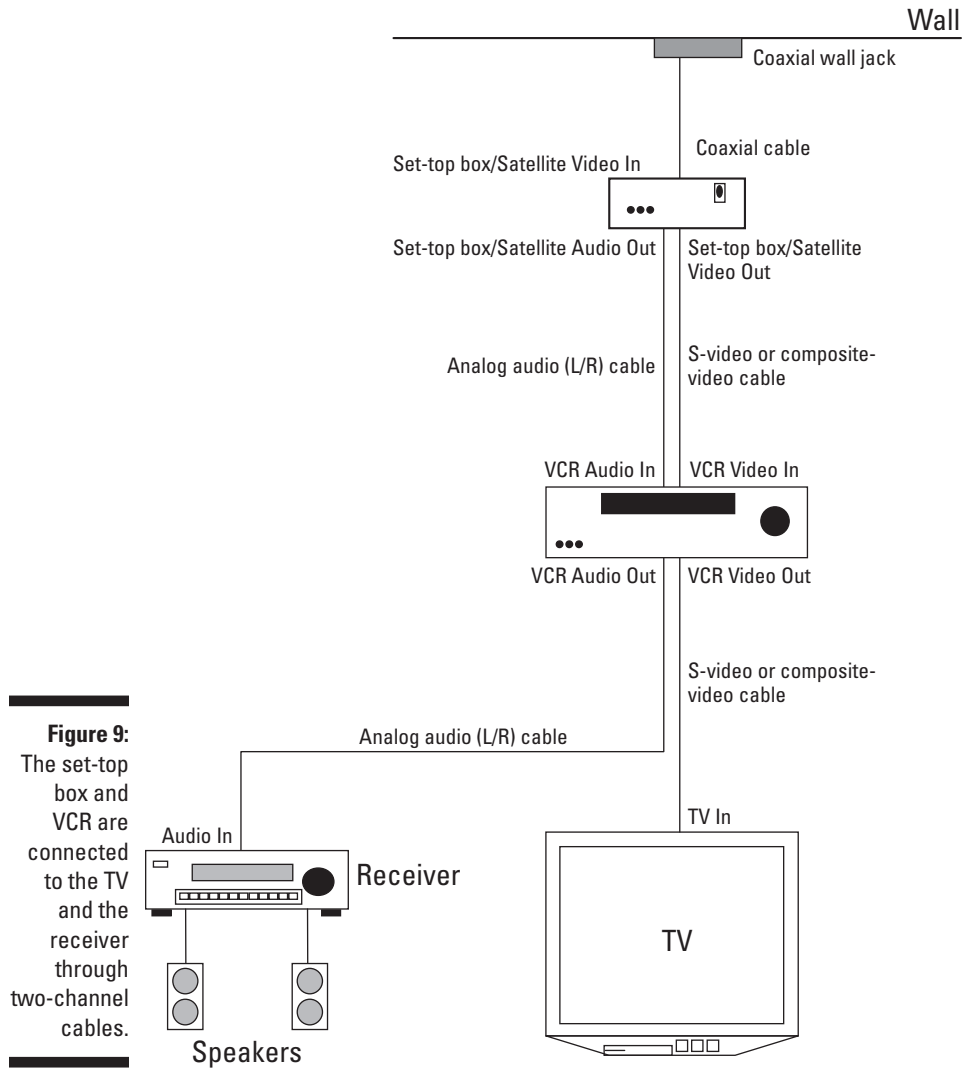 Wall
Coaxial wall jack
Coaxial cable
Set-top box/Satellite Video In
Set-top box/Satellite Audio Out
Set-top box/Satellite
Video Out
Analog audio (L/R) cable
S-video or composite-
video cable
VCR Audio In
VCR Video In
VCR Audio Out
VCR Video Out
S-video or composite-
video cable
Analog audio (L/R) cable
Audio In
TV In
Receiver
TV
Speakers
Figure 9:
The set-top
box and
VCR are
connected
to the TV
and the
receiver
through
two-channel
cables.